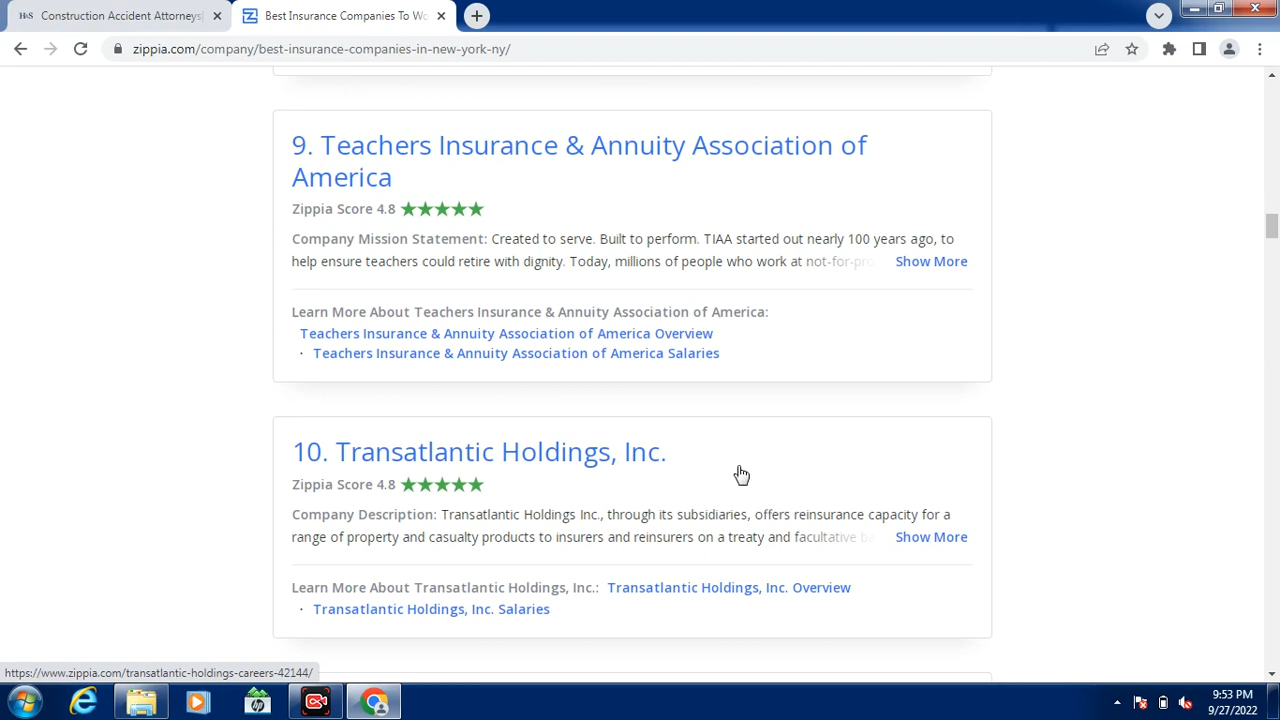 H&S Construction Accident Attorneys
Best Insurance Companies To Wo
zippia.com/company/best-insurance-companies-in-new-york-ny/
9. Teachers Insurance & Annuity Association of
America
Zippia Score 4.8 ★★★★★
Company Mission Statement: Created to serve. Built to perform. TIAA started out nearly 100 years ago, to
help ensure teachers could retire with dignity. Today, millions of people who work at not-for-pro Show More
Learn More About Teachers Insurance & Annuity Association of America:
Teachers Insurance & Annuity Association of America Overview
· Teachers Insurance & Annuity Association of America Salaries
10. Transatlantic Holdings, Inc.
Zippia Score 4.8 ★★★★★
Company Description: Transatlantic Holdings Inc., through its subsidiaries, offers reinsurance capacity for a
range of property and casualty products to insurers and reinsurers on a treaty and facultative ba Show More
Learn More About Transatlantic Holdings, Inc.: Transatlantic Holdings, Inc. Overview
· Transatlantic Holdings, Inc. Salaries
https://www.zippia.com/transatlantic-holdings-careers-42144/
hp
9:53 PM
9/27/2022